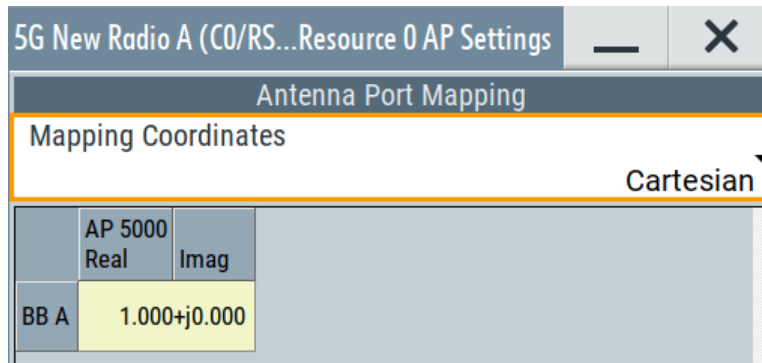 5G New Radio A (C0/RS...Resource 0 AP Settings
Antenna Port Mapping
Mapping Coordinates
Cartesian
AP 5000
Real Imag
BB A 1.000+j0.000